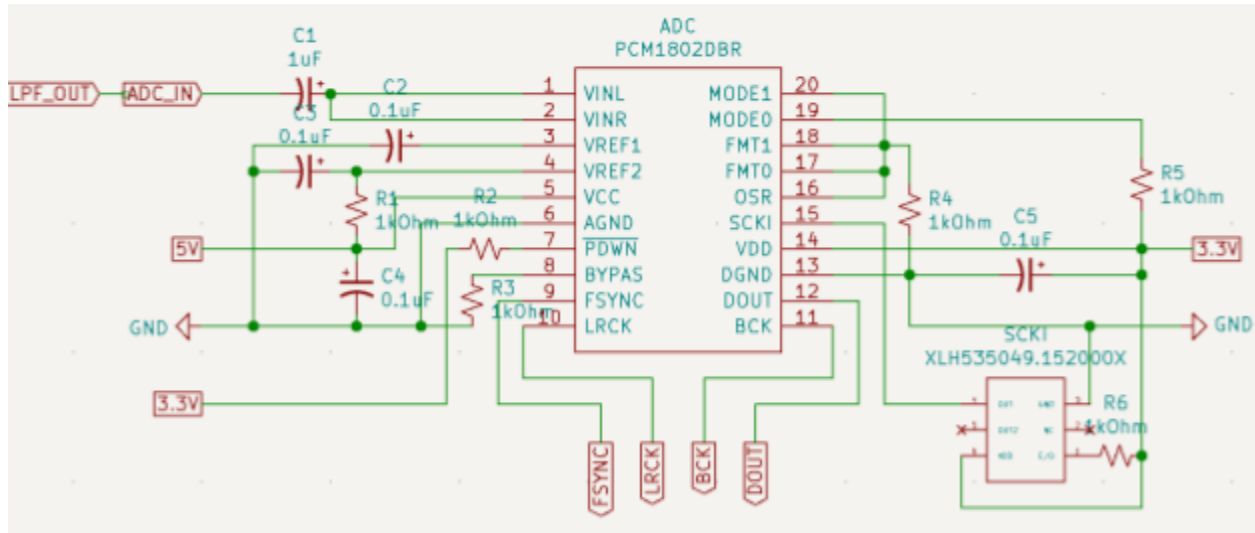 ADC
PCM1802DBR
C1
1uF
LPF_OUT
ADC_IN
C2
0.1uF
C3
0.1uF
1 VINL MODE1 20
2 VINR MODE0 19
3 VREF1 FMT1 18
4 VREF2 FMT0 17
5 VCC OSR 16
6 AGND SCKI 15
7 PDWN VDD 14
8 BYPAS DGND 13
9 FSYNC DOUT 12
10 LRCK BCK 11
R1
1kOhm
R2
1kOhm
5V
C4
0.1uF
R3
1kOhm
GND
3.3V
R4
1kOhm
R5
1kOhm
C5
0.1uF
3.3V
GND
SCKI
XLH535049.152000X
R6
1kOhm
OUT GND
NC
VDD
FSYNC
LRCK
BCK
DOUT